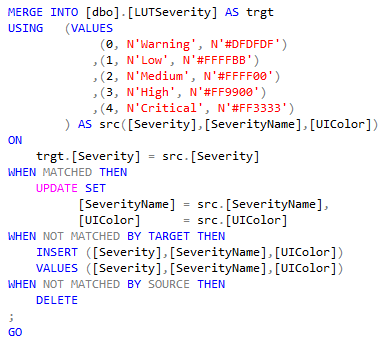 MERGE INTO [dbo].[LUTSeverity] AS trgt
USING   (VALUES
             (0, N'Warning', N'#DFDFDF')
            ,(1, N'Low', N'#FFFFBB')
            ,(2, N'Medium', N'#FFFF00')
            ,(3, N'High', N'#FF9900')
            ,(4, N'Critical', N'#FF3333')
        ) AS src([Severity],[SeverityName],[UIColor])
ON
    trgt.[Severity] = src.[Severity]
WHEN MATCHED THEN
    UPDATE SET
          [SeverityName] = src.[SeverityName],
          [UIColor]      = src.[UIColor]
WHEN NOT MATCHED BY TARGET THEN
    INSERT ([Severity],[SeverityName],[UIColor])
    VALUES ([Severity],[SeverityName],[UIColor])
WHEN NOT MATCHED BY SOURCE THEN
    DELETE
;
GO